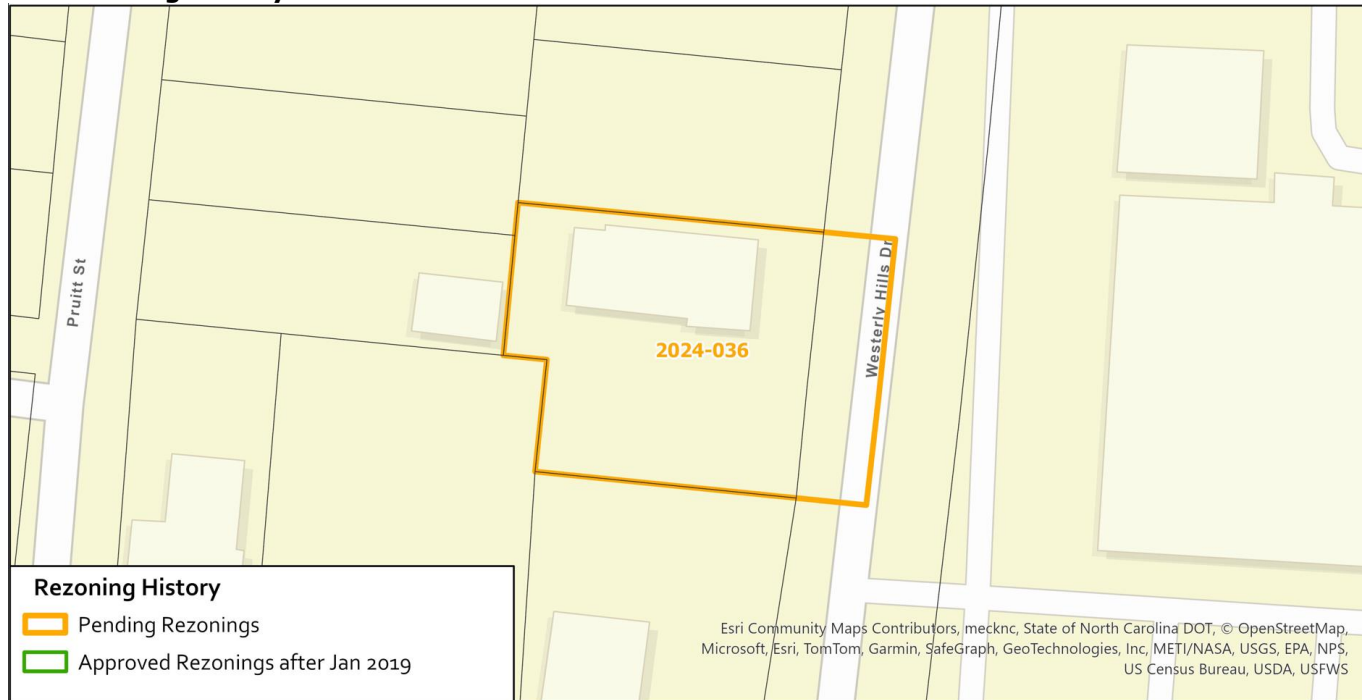 Pruitt St
Westerly Hills Dr
2024-036
Rezoning History
Pending Rezonings
Approved Rezonings after Jan 2019
Esri Community Maps Contributors, mecknc, State of North Carolina DOT, © OpenStreetMap,
Microsoft, Esri, TomTom, Garmin, SafeGraph, GeoTechnologies, Inc, METI/NASA, USGS, EPA, NPS,
US Census Bureau, USDA, USFWS